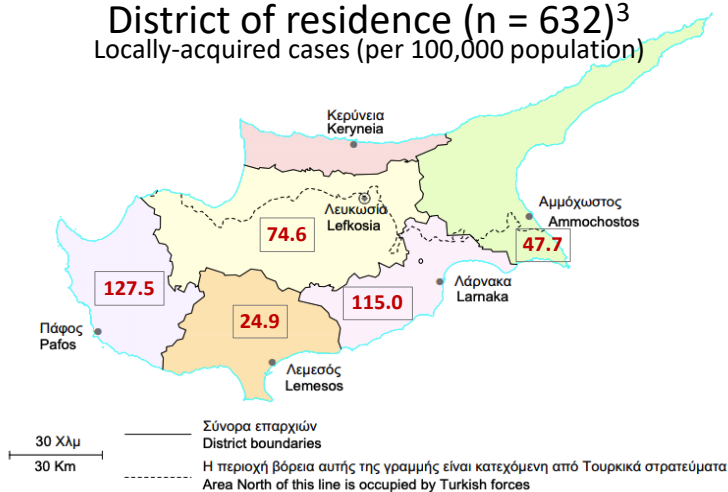 District of residence (n = 632)³
Locally-acquired cases (per 100,000 population)
Κερύνεια
Keryneia
Λευκωσία
Lefkosia
Αμμόχωστος
Ammochostos
74.6
47.7
127.5
115.0
24.9
Λάρνακα
Larnaka
Πάφος
Pafos
Λεμεσός
Lemesos
30 Χλμ
30 Km
Σύνορα επαρχιών
District boundaries
Η περιοχή βόρεια αυτής της γραμμής είναι κατεχόμενη από Τουρκικά στρατεύματα
Area North of this line is occupied by Turkish forces